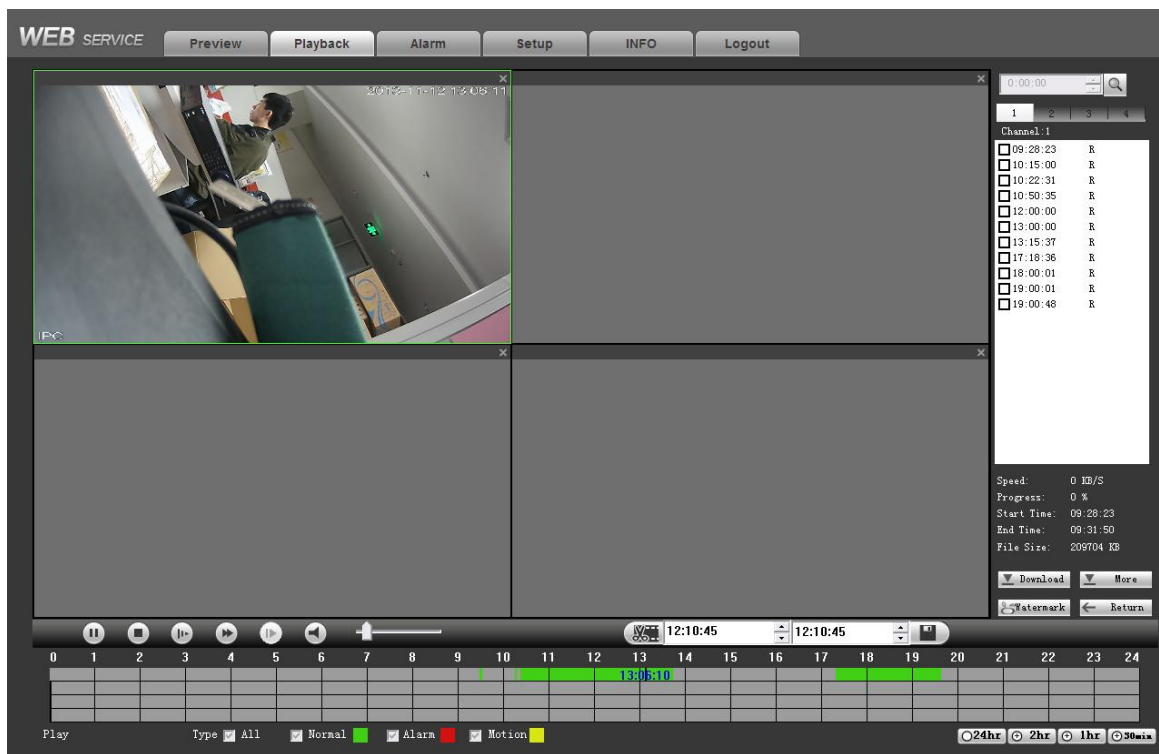 WEB SERVICE
Preview Playback Alarm Setup INFO Logout
2013-11-12 13:06:11
IPC
0:00:00
1 2 3 4
Channel:1
09:28:23 R
10:15:00 R
10:22:31 R
10:50:35 R
12:00:00 R
13:00:00 R
13:15:37 R
17:18:36 R
18:00:01 R
19:00:01 R
19:00:48 R
Speed: 0 KB/S
Progress: 0 %
Start Time: 09:28:23
End Time: 09:31:50
File Size: 209704 KB
Download More
Watermark Return
12:10:45 12:10:45
0 1 2 3 4 5 6 7 8 9 10 11 12 13 14 15 16 17 18 19 20 21 22 23 24
13:06:10
Play Type All Normal Alarm Motion 24hr 2hr 1hr 30min